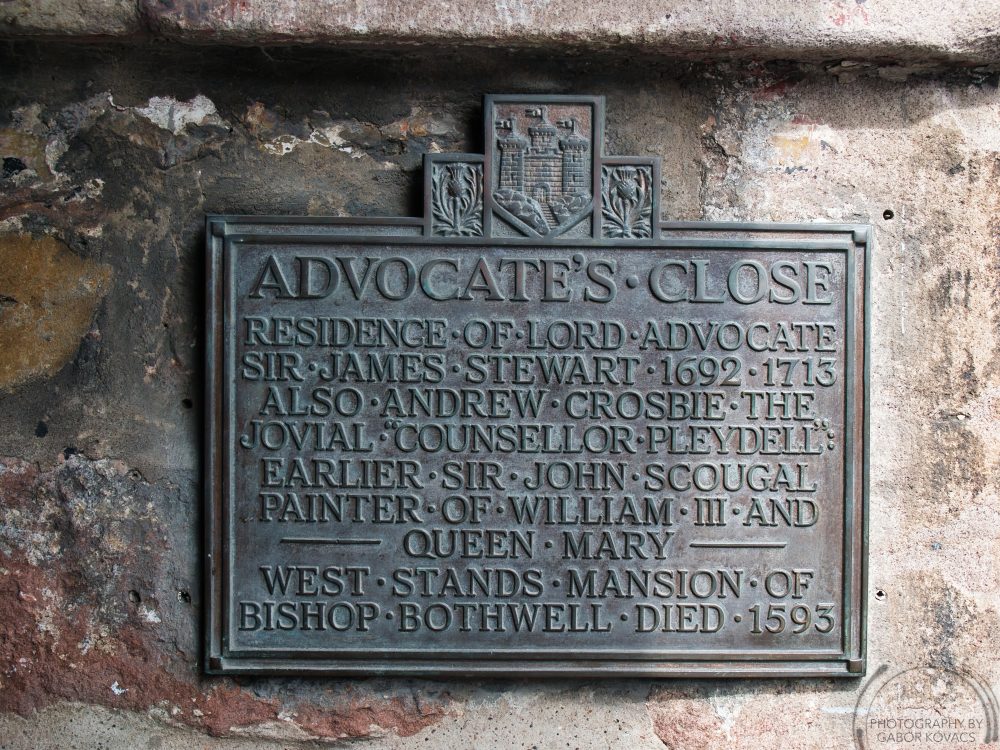 ADVOCATE'S · CLOSE
RESIDENCE · OF · LORD · ADVOCATE
SIR · JAMES · STEWART · 1692 · 1713
ALSO · ANDREW · CROSBIE · THE
JOVIAL · "COUNSELLOR · PLEYDELL":
EARLIER · SIR · JOHN · SCOUGAL
PAINTER · OF · WILLIAM · III · AND
QUEEN · MARY
WEST · STANDS · MANSION · OF
BISHOP · BOTHWELL · DIED · 1593
PHOTOGRAPHY BY
GABOR KOVACS